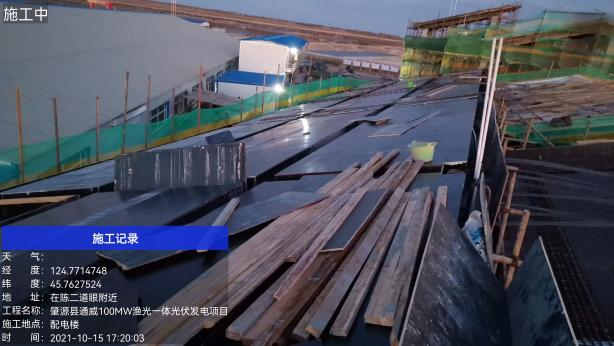 施工中
施工记录
天 气:
经 度: 124.7714748
纬 度: 45.7627524
地 址: 在陈二道眼附近
工程名称: 肇源县通威100MW渔光一体光伏发电项目
施工地点: 配电楼
时 间: 2021-10-15 17:20:03